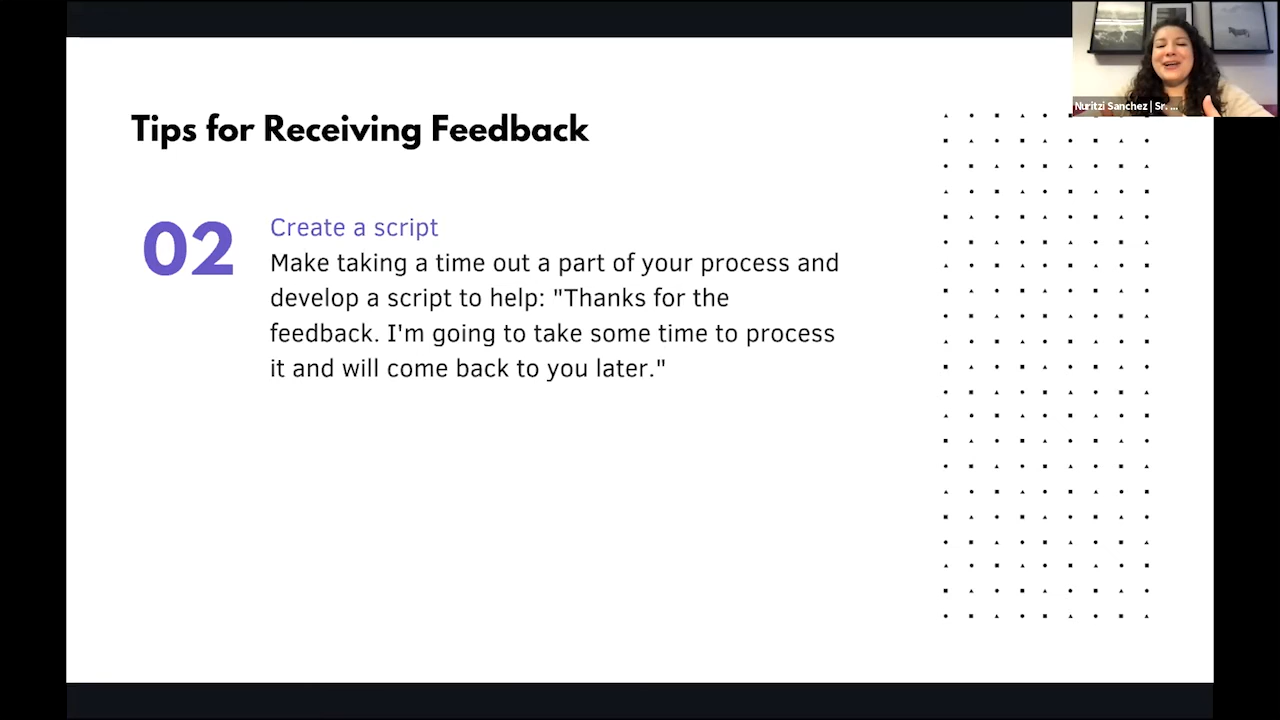 Tips for Receiving Feedback
02
Create a script
Make taking a time out a part of your process and
develop a script to help: "Thanks for the
feedback. I'm going to take some time to process
it and will come back to you later."
Nuritzi Sanchez | Sr. ...